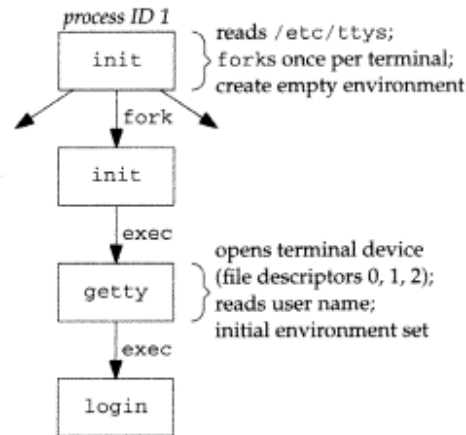 process ID 1
init
reads /etc/ttys;
forks once per terminal;
create empty environment
fork
init
exec
getty
opens terminal device
(file descriptors 0, 1, 2);
reads user name;
initial environment set
exec
login